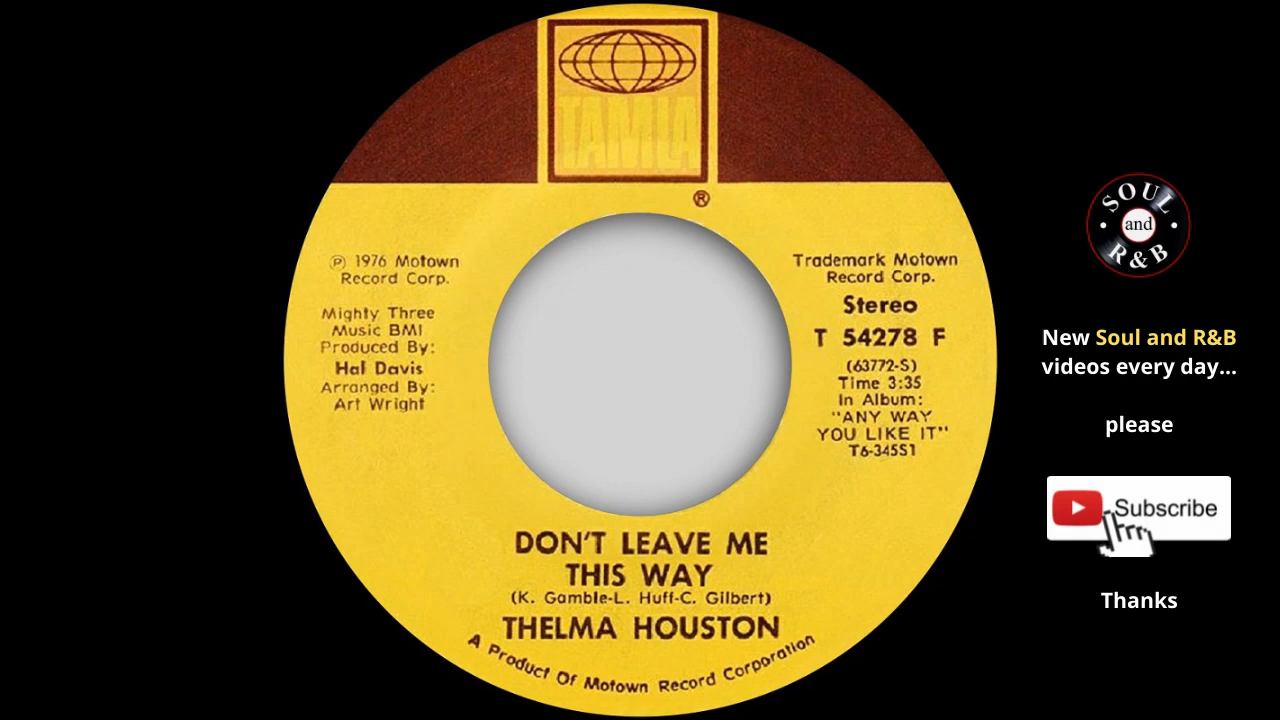 TAMLA
®
℗ 1976 Motown
Record Corp.
Mighty Three
Music BMI
Produced By:
Hal Davis
Arranged By:
Art Wright
Trademark Motown
Record Corp.
Stereo
T 54278 F
(63772-S)
Time 3:35
In Album:
"ANY WAY
YOU LIKE IT"
T6-345S1
DON'T LEAVE ME
THIS WAY
(K. Gamble-L. Huff-C. Gilbert)
THELMA HOUSTON
A Product Of Motown Record Corporation
SOUL
and
R&B
New Soul and R&B
videos every day...
please
Subscribe
Thanks